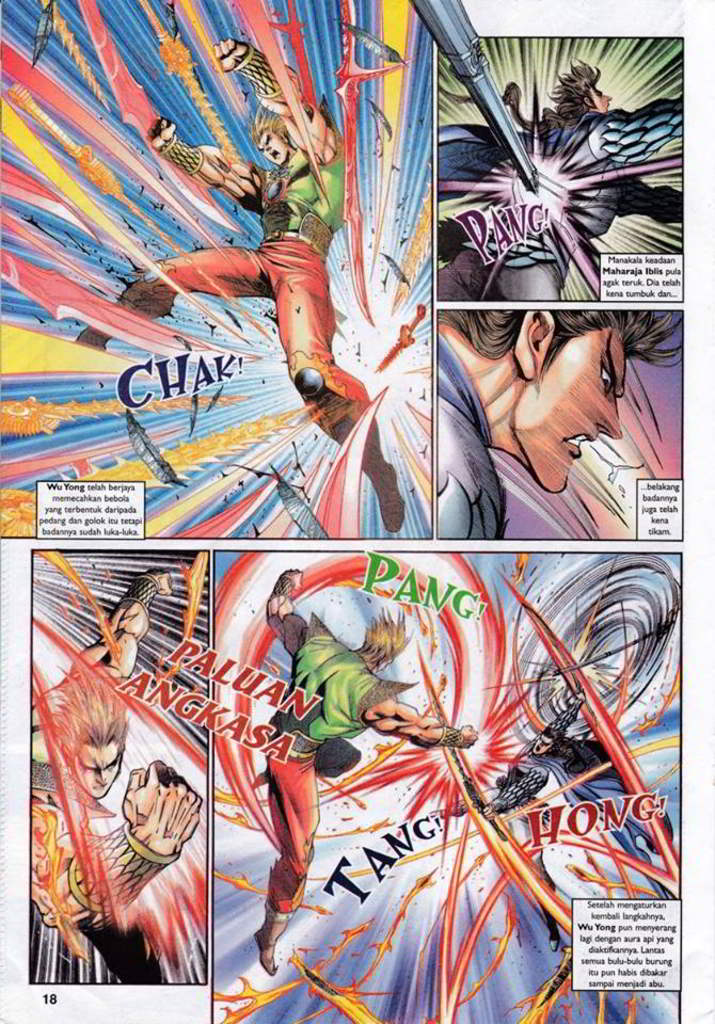 CHAK!
Wu Yong telah berjaya
memecahkan bebola
yang terbentuk daripada
pedang dan golok itu tetapi
badannya sudah luka-luka.
PANG!
Manakala keadaan
Maharaja Iblis pula
agak teruk. Dia telah
kena tumbuk dan...
...belakang
badannya
juga telah
kena
tikam.
PALUAN
ANGKASA
PANG!
TANG!
HONG!
Setelah mengaturkan
kembali langkahnya,
Wu Yong pun menyerang
lagi dengan aura api yang
diaktifkannya. Lantas
semua bulu-bulu burung
itu pun habis dibakar
sampai menjadi abu.
18